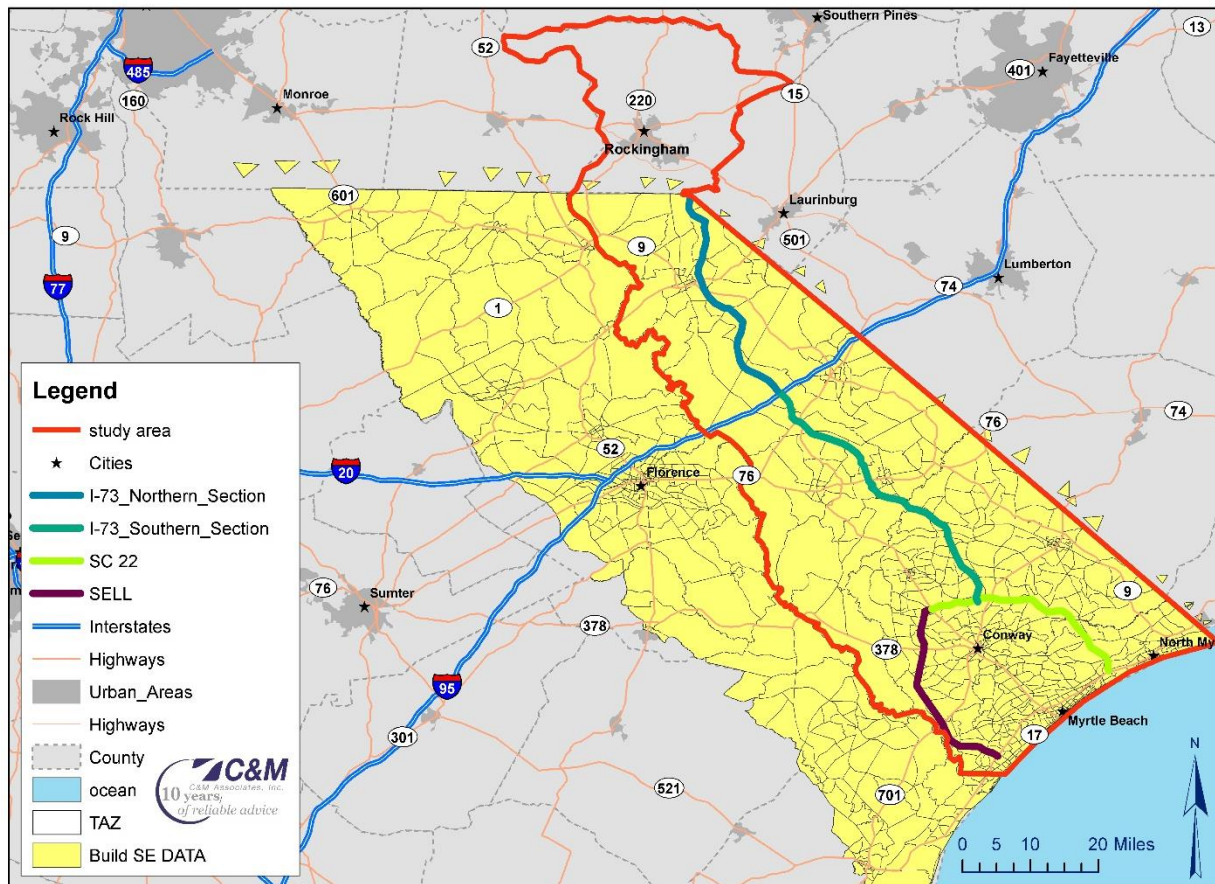 Southern Pines
13
52
Fayetteville
401
485
160
Monroe
15
220
Rock Hill
Rockingham
601
Laurinburg
501
9
9
Lumberton
74
77
1
Legend
study area
Cities
I-73_Northern_Section
I-73_Southern_Section
SC 22
SELL
Interstates
Highways
Urban_Areas
Highways
County
ocean
TAZ
Build SE DATA
C&M
C&M Associates, Inc.
10 years
of reliable advice
76
74
52
20
Florence
76
Se
76
Sumter
9
378
378
Conway
North My
95
301
17
Myrtle Beach
521
701
N
0 5 10 20 Miles